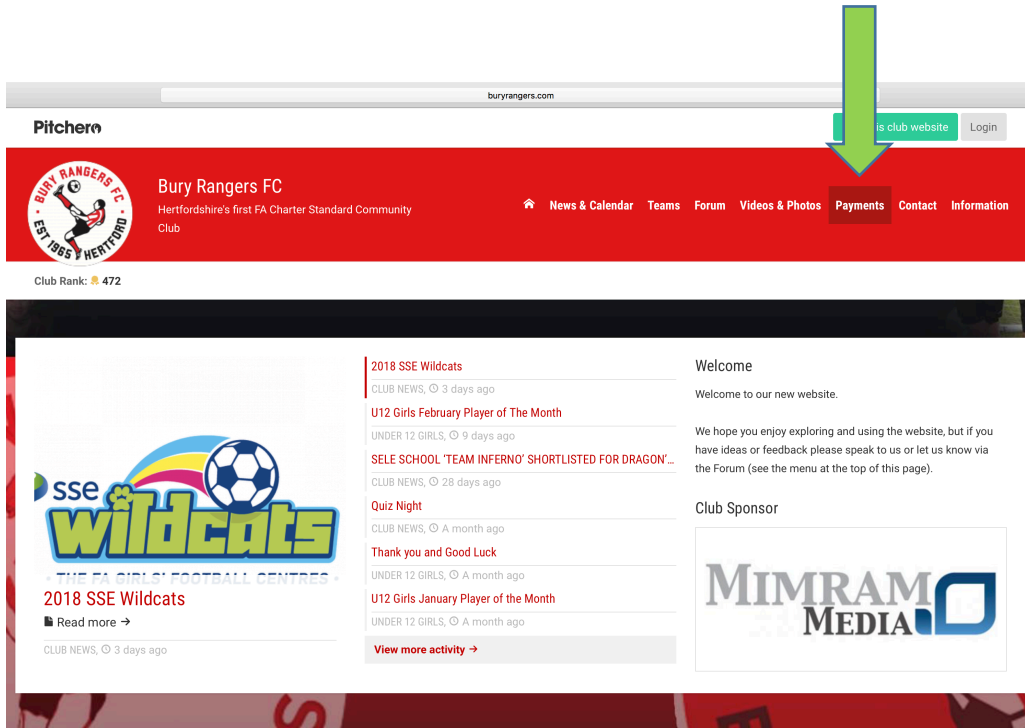 buryrangers.com
Pitchero
is club website
Login
BURY RANGERS FC
EST 1965 HERTFORD
Bury Rangers FC
Hertfordshire's first FA Charter Standard Community
Club
News & Calendar Teams Forum Videos & Photos Payments Contact Information
Club Rank: 472
sse
wildcats
• THE FA GIRLS' FOOTBALL CENTRES •
2018 SSE Wildcats
Read more →
CLUB NEWS, 3 days ago
2018 SSE Wildcats
CLUB NEWS, 3 days ago
U12 Girls February Player of The Month
UNDER 12 GIRLS, 9 days ago
SELE SCHOOL 'TEAM INFERNO' SHORTLISTED FOR DRAGON'...
CLUB NEWS, 28 days ago
Quiz Night
CLUB NEWS, A month ago
Thank you and Good Luck
UNDER 12 GIRLS, A month ago
U12 Girls January Player of the Month
UNDER 12 GIRLS, A month ago
View more activity →
Welcome
Welcome to our new website.
We hope you enjoy exploring and using the website, but if you
have ideas or feedback please speak to us or let us know via
the Forum (see the menu at the top of this page).
Club Sponsor
MIMRAM
MEDIA